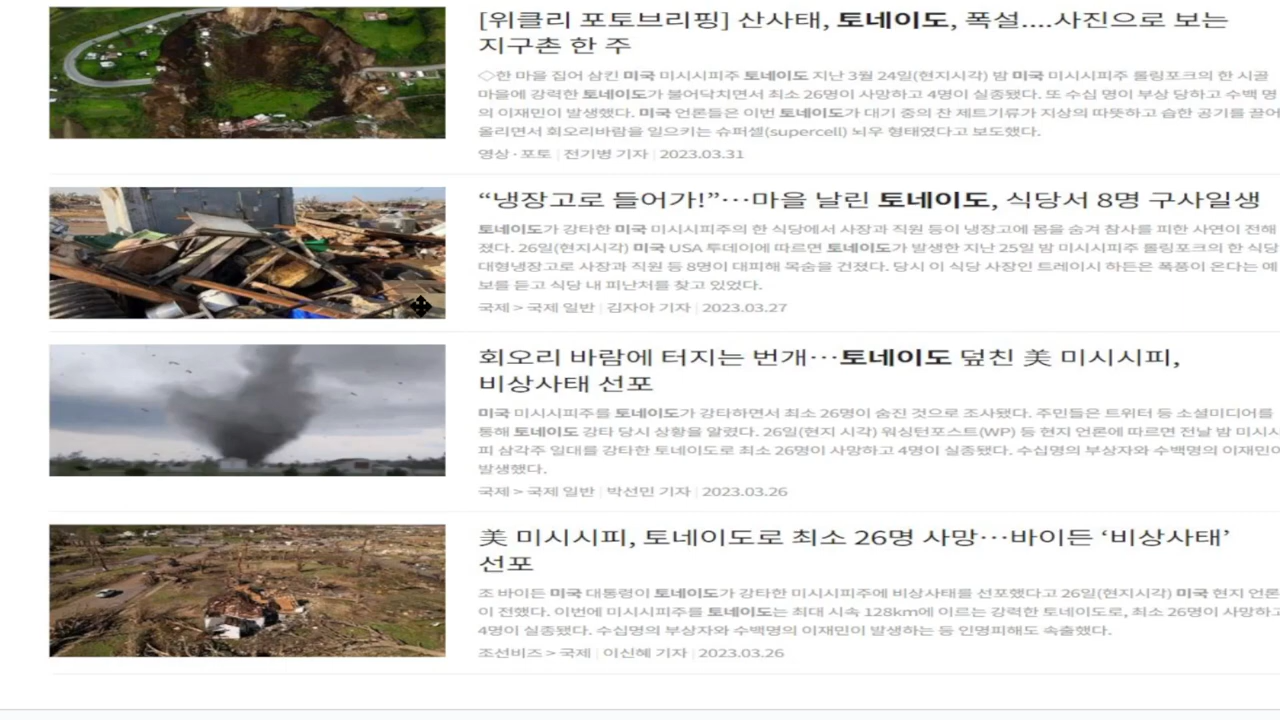 [위클리 포토브리핑] 산사태, 토네이도, 폭설....사진으로 보는
지구촌 한 주
◇한 마을 집어 삼킨 미국 미시시피주 토네이도 지난 3월 24일(현지시각) 밤 미국 미시시피주 롤링포크의 한 시골
마을에 강력한 토네이도가 불어닥치면서 최소 26명이 사망하고 4명이 실종됐다. 또 수십 명이 부상 당하고 수백 명
의 이재민이 발생했다. 미국 언론들은 이번 토네이도가 대기 중의 찬 제트기류가 지상의 따뜻하고 습한 공기를 끌어
올리면서 회오리바람을 일으키는 슈퍼셀(supercell) 뇌우 형태였다고 보도했다.
영상·포토 | 전기병 기자 | 2023.03.31
“냉장고로 들어가!”…마을 날린 토네이도, 식당서 8명 구사일생
토네이도가 강타한 미국 미시시피주의 한 식당에서 사장과 직원 등이 냉장고에 몸을 숨겨 참사를 피한 사연이 전해
졌다. 26일(현지시각) 미국 USA 투데이에 따르면 토네이도가 발생한 지난 25일 밤 미시시피주 롤링포크의 한 식당
대형냉장고로 사장과 직원 등 8명이 대피해 목숨을 건졌다. 당시 이 식당 사장인 트레이시 하든은 폭풍이 온다는 예
보를 듣고 식당 내 피난처를 찾고 있었다.
국제 > 국제 일반 | 김자아 기자 | 2023.03.27
회오리 바람에 터지는 번개…토네이도 덮친 美 미시시피,
비상사태 선포
미국 미시시피주를 토네이도가 강타하면서 최소 26명이 숨진 것으로 조사됐다. 주민들은 트위터 등 소셜미디어를
통해 토네이도 강타 당시 상황을 알렸다. 26일(현지 시각) 워싱턴포스트(WP) 등 현지 언론에 따르면 전날 밤 미시시
피 삼각주 일대를 강타한 토네이도로 최소 26명이 사망하고 4명이 실종됐다. 수십명의 부상자와 수백명의 이재민이
발생했다.
국제 > 국제 일반 | 박선민 기자 | 2023.03.26
美 미시시피, 토네이도로 최소 26명 사망…바이든 ‘비상사태’
선포
조 바이든 미국 대통령이 토네이도가 강타한 미시시피주에 비상사태를 선포했다고 26일(현지시각) 미국 현지 언론
이 전했다. 이번에 미시시피주를 토네이도는 최대 시속 128km에 이르는 강력한 토네이도로, 최소 26명이 사망하고
4명이 실종됐다. 수십명의 부상자와 수백명의 이재민이 발생하는 등 인명피해도 속출했다.
조선비즈 > 국제 | 이신혜 기자 | 2023.03.26